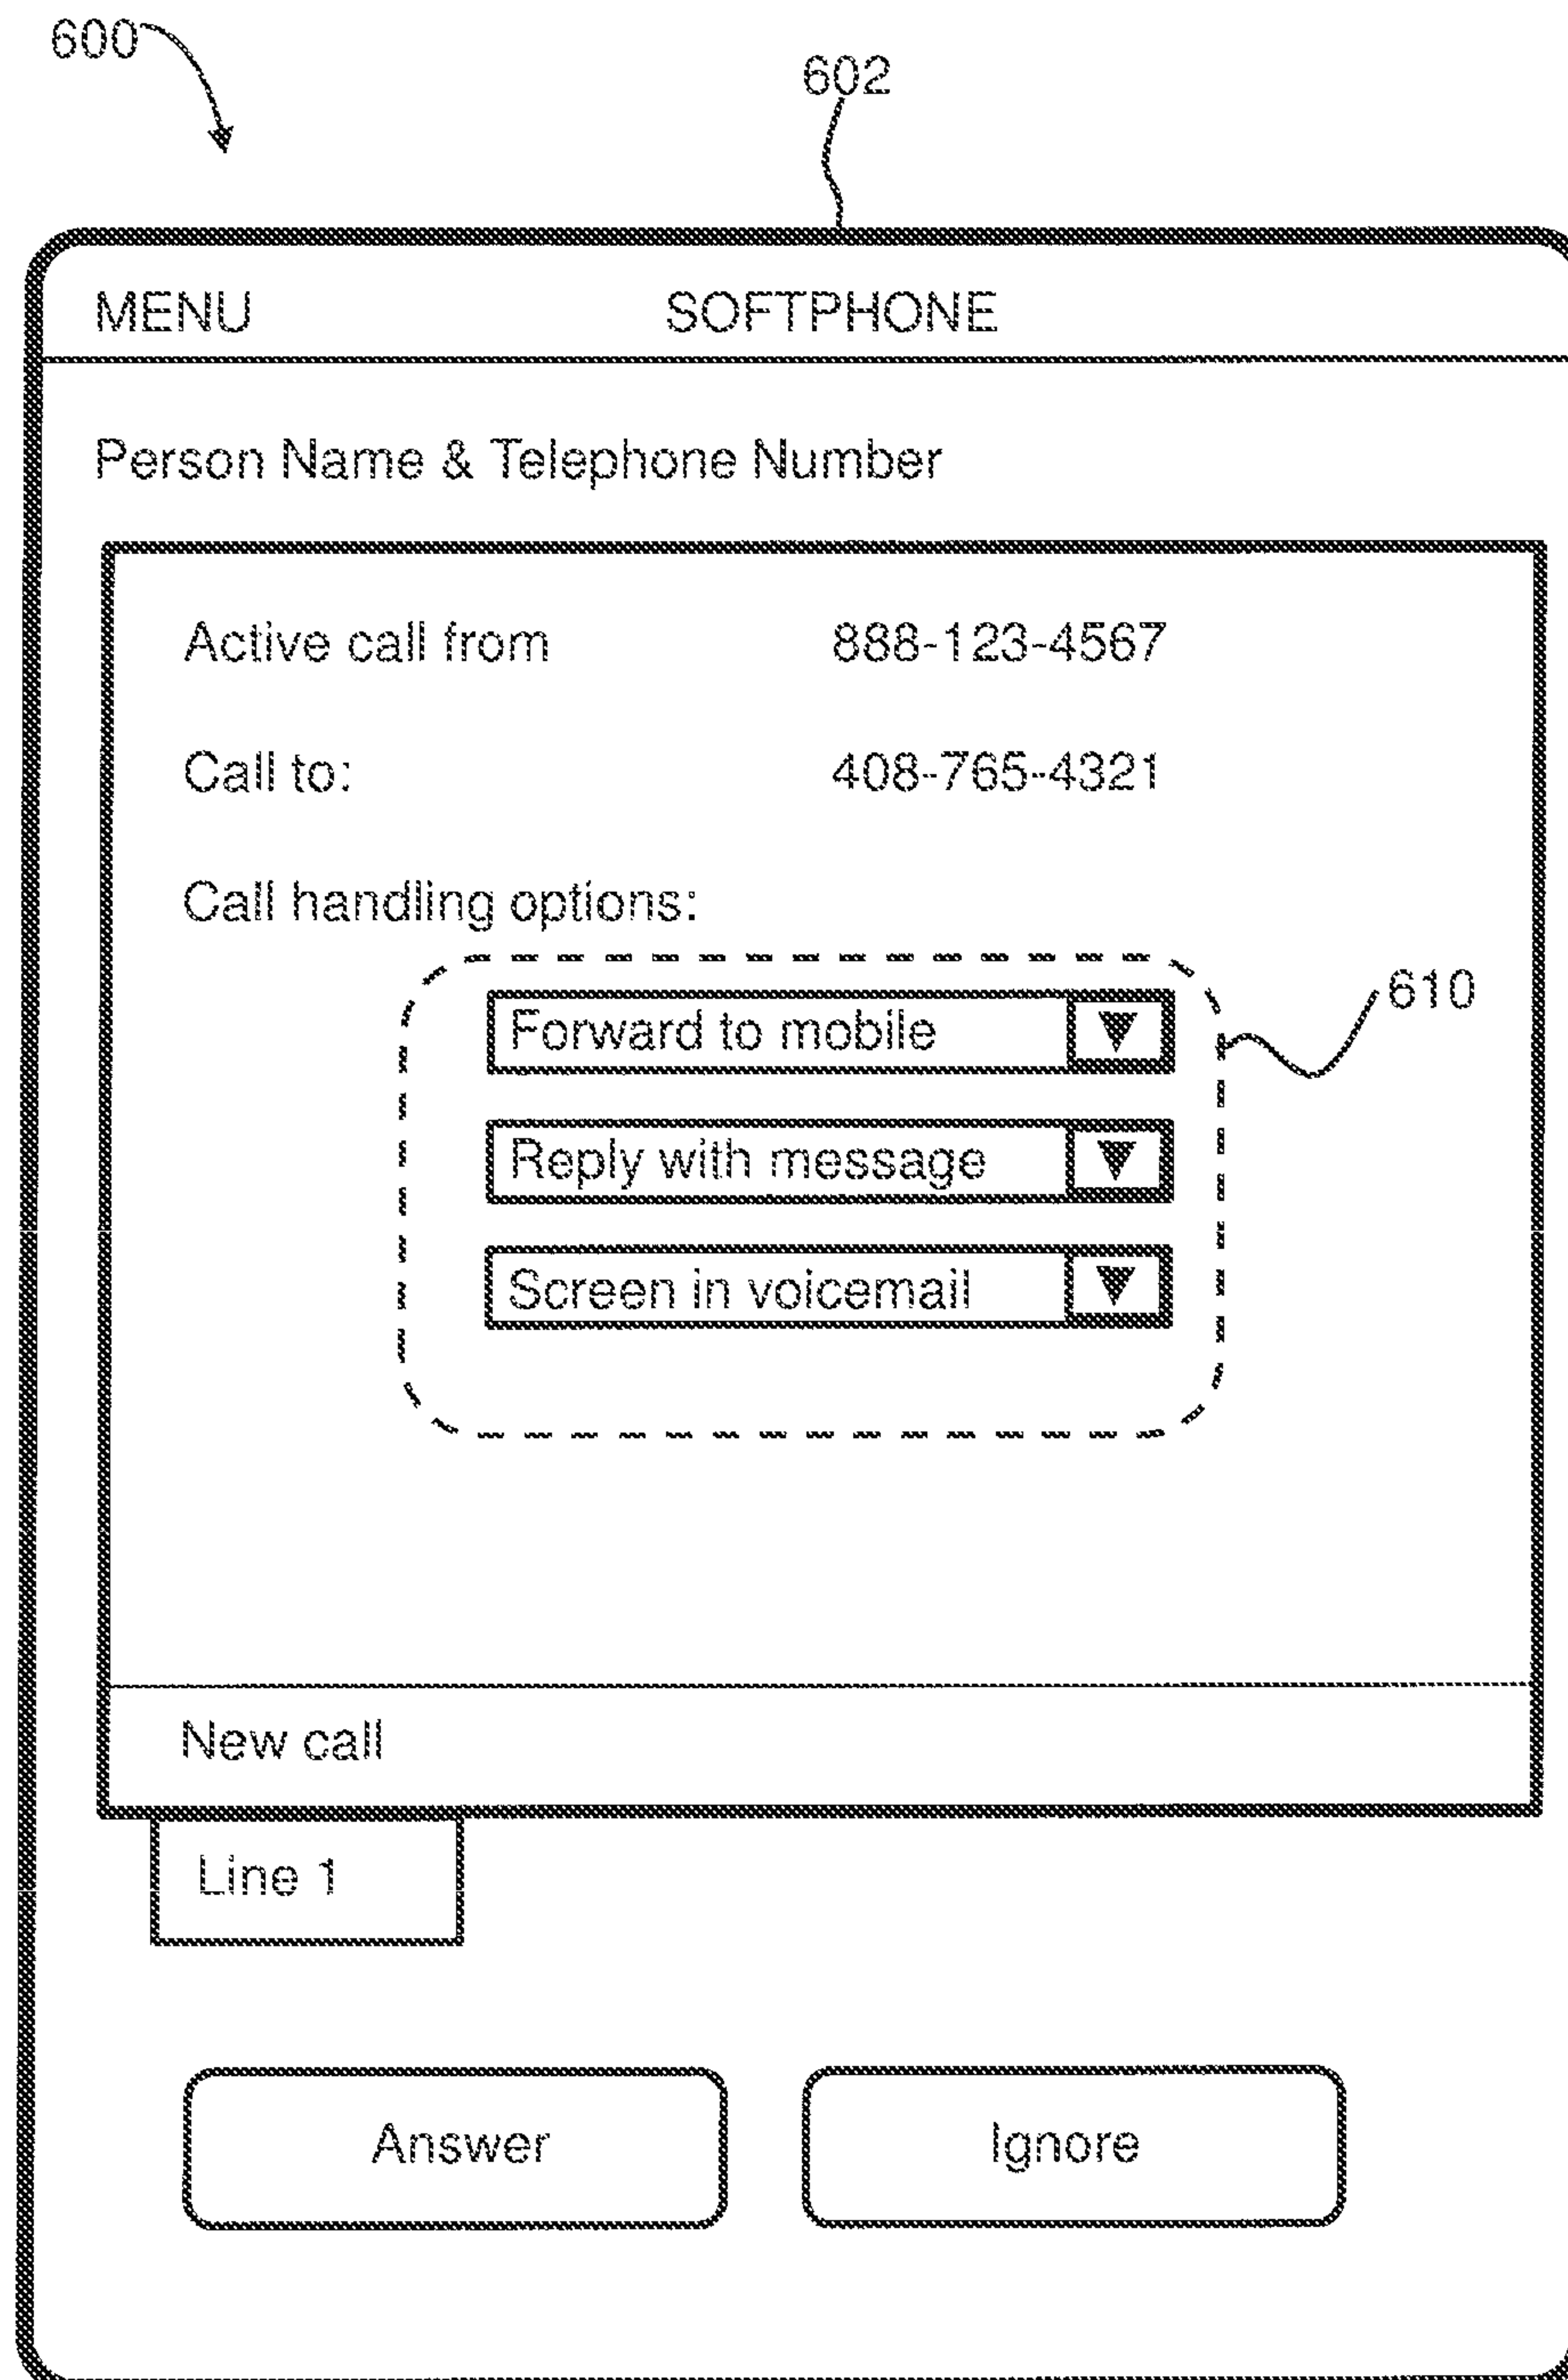 600
602
MENU SOFTPHONE
Person Name & Telephone Number
Active call from 888-123-4567
Call to: 408-765-4321
Call handling options:
610
Forward to mobile
Reply with message
Screen in voicemail
New call
Line 1
Answer Ignore